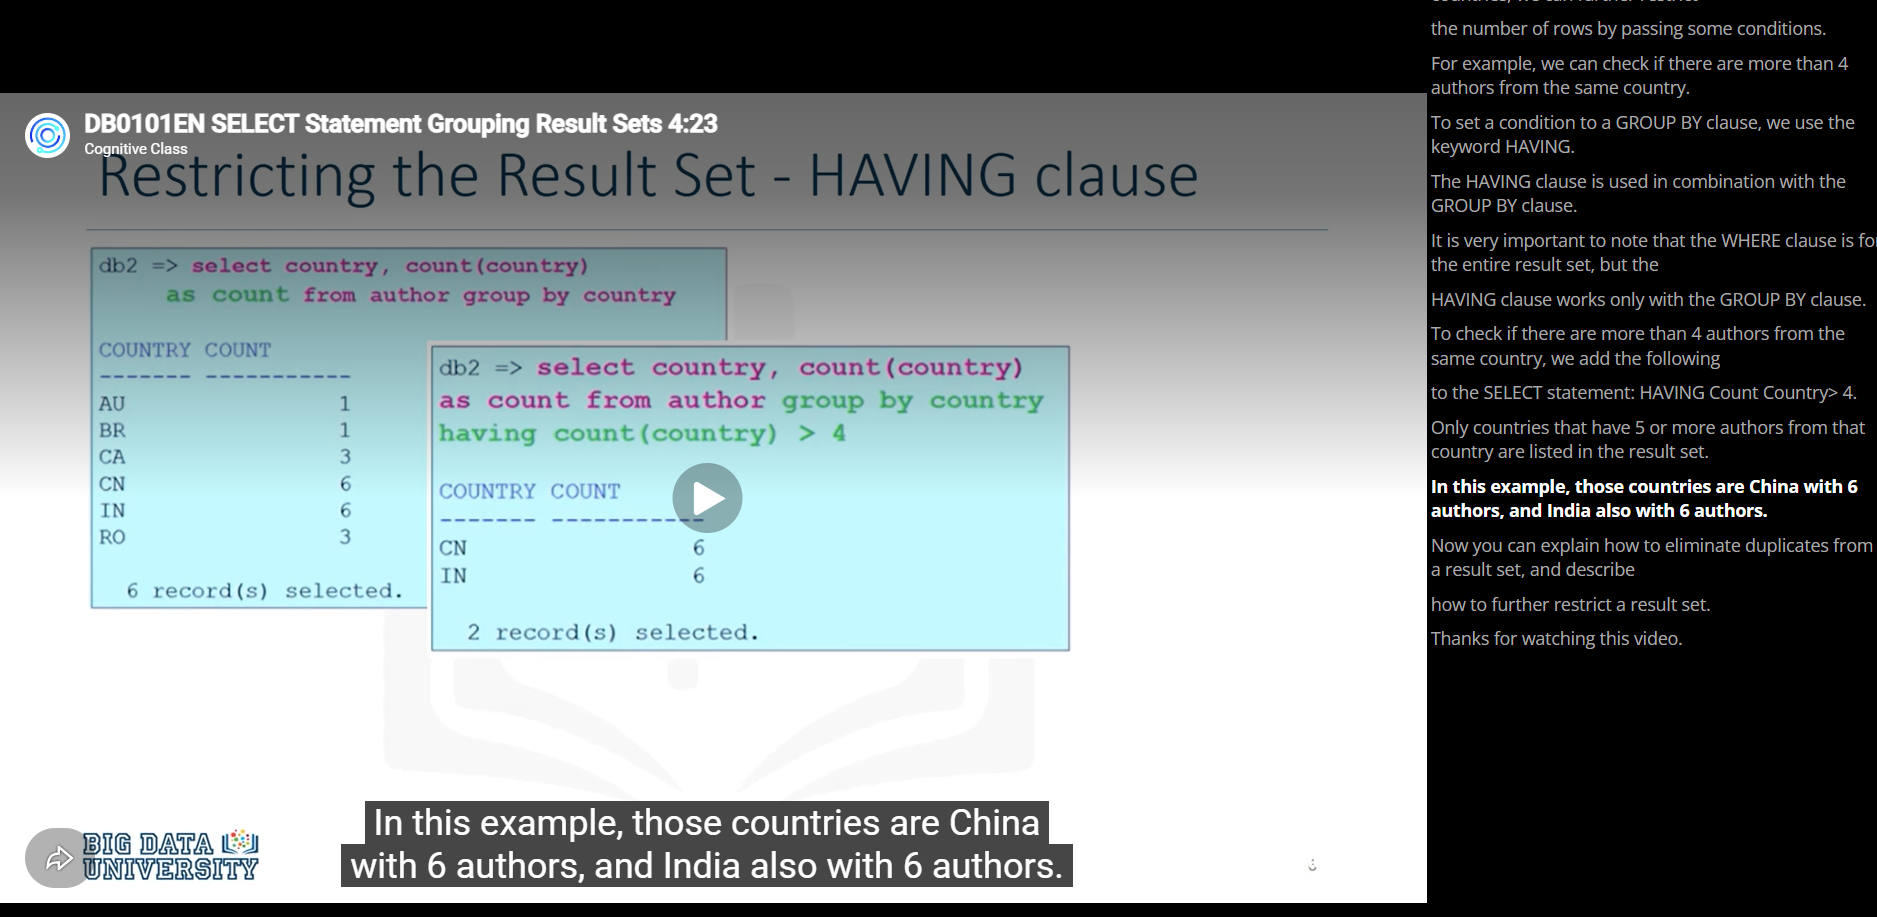 DB0101EN SELECT Statement Grouping Result Sets 4:23
Cognitive Class
Restricting the Result Set - HAVING clause
db2 => select country, count(country)
as count from author group by country
COUNTRY COUNT
------- -----------
AU 1
BR 1
CA 3
CN 6
IN 6
RO 3
6 record(s) selected.
db2 => select country, count(country)
as count from author group by country
having count(country) > 4
COUNTRY COUNT
------- -----------
CN 6
IN 6
2 record(s) selected.
BIG DATA
UNIVERSITY
In this example, those countries are China
with 6 authors, and India also with 6 authors.
the number of rows by passing some conditions.
For example, we can check if there are more than 4
authors from the same country.
To set a condition to a GROUP BY clause, we use the
keyword HAVING.
The HAVING clause is used in combination with the
GROUP BY clause.
It is very important to note that the WHERE clause is for
the entire result set, but the
HAVING clause works only with the GROUP BY clause.
To check if there are more than 4 authors from the
same country, we add the following
to the SELECT statement: HAVING Count Country> 4.
Only countries that have 5 or more authors from that
country are listed in the result set.
In this example, those countries are China with 6
authors, and India also with 6 authors.
Now you can explain how to eliminate duplicates from
a result set, and describe
how to further restrict a result set.
Thanks for watching this video.